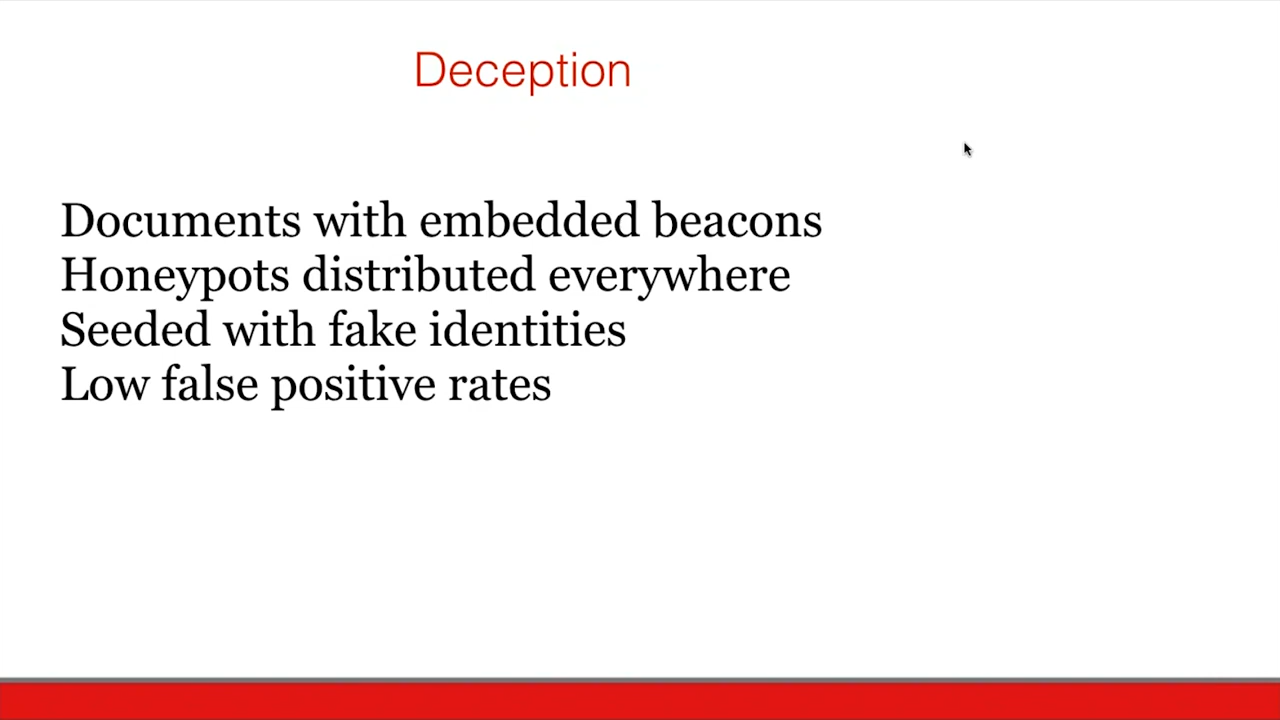 Deception
Documents with embedded beacons
Honeypots distributed everywhere
Seeded with fake identities
Low false positive rates